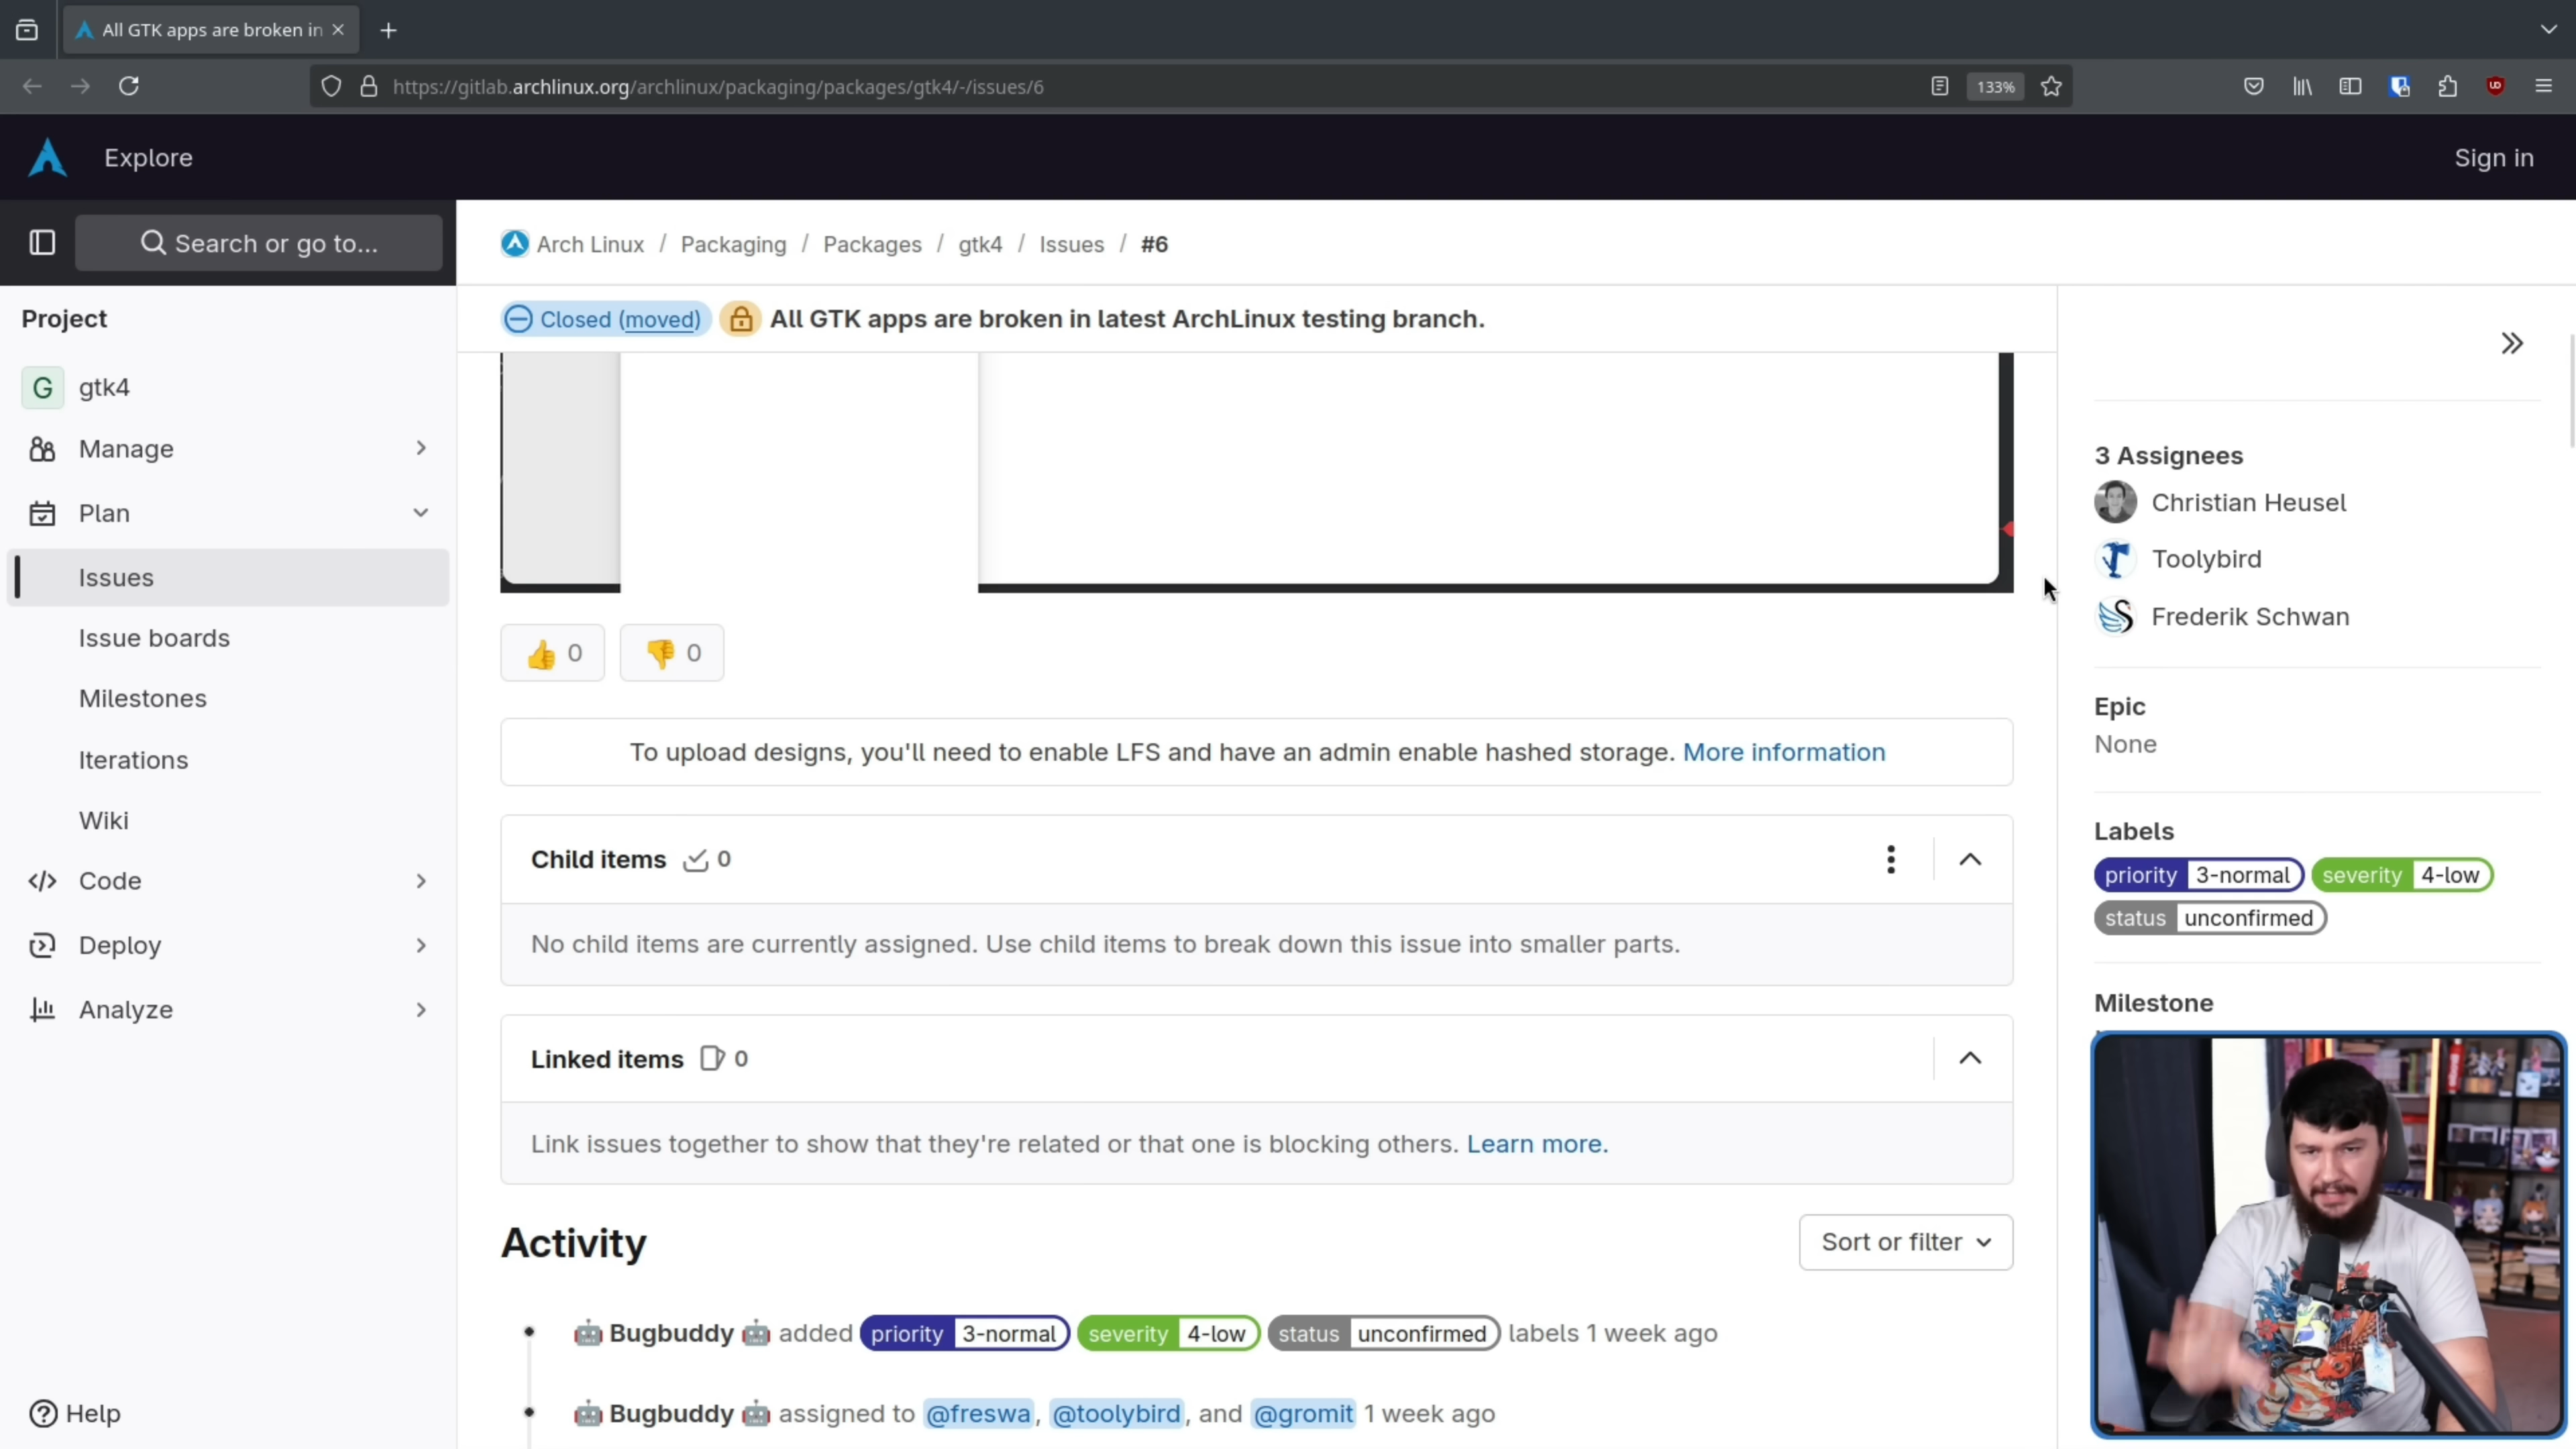 All GTK apps are broken in
https://gitlab.archlinux.org/archlinux/packaging/packages/gtk4/-/issues/6
133%
Explore
Sign in
Search or go to...
Arch Linux / Packaging / Packages / gtk4 / Issues / #6
Project
Closed (moved) All GTK apps are broken in latest ArchLinux testing branch.
G gtk4
Manage
Plan
Issues
Issue boards
Milestones
Iterations
Wiki
Code
Deploy
Analyze
Help
👍 0 👎 0
To upload designs, you'll need to enable LFS and have an admin enable hashed storage. More information
Child items 0
No child items are currently assigned. Use child items to break down this issue into smaller parts.
Linked items 0
Link issues together to show that they're related or that one is blocking others. Learn more.
Activity
Sort or filter
🤖 Bugbuddy 🤖 added priority 3-normal severity 4-low status unconfirmed labels 1 week ago
🤖 Bugbuddy 🤖 assigned to @freswa, @toolybird, and @gromit 1 week ago
3 Assignees
Christian Heusel
Toolybird
Frederik Schwan
Epic
None
Labels
priority 3-normal severity 4-low
status unconfirmed
Milestone